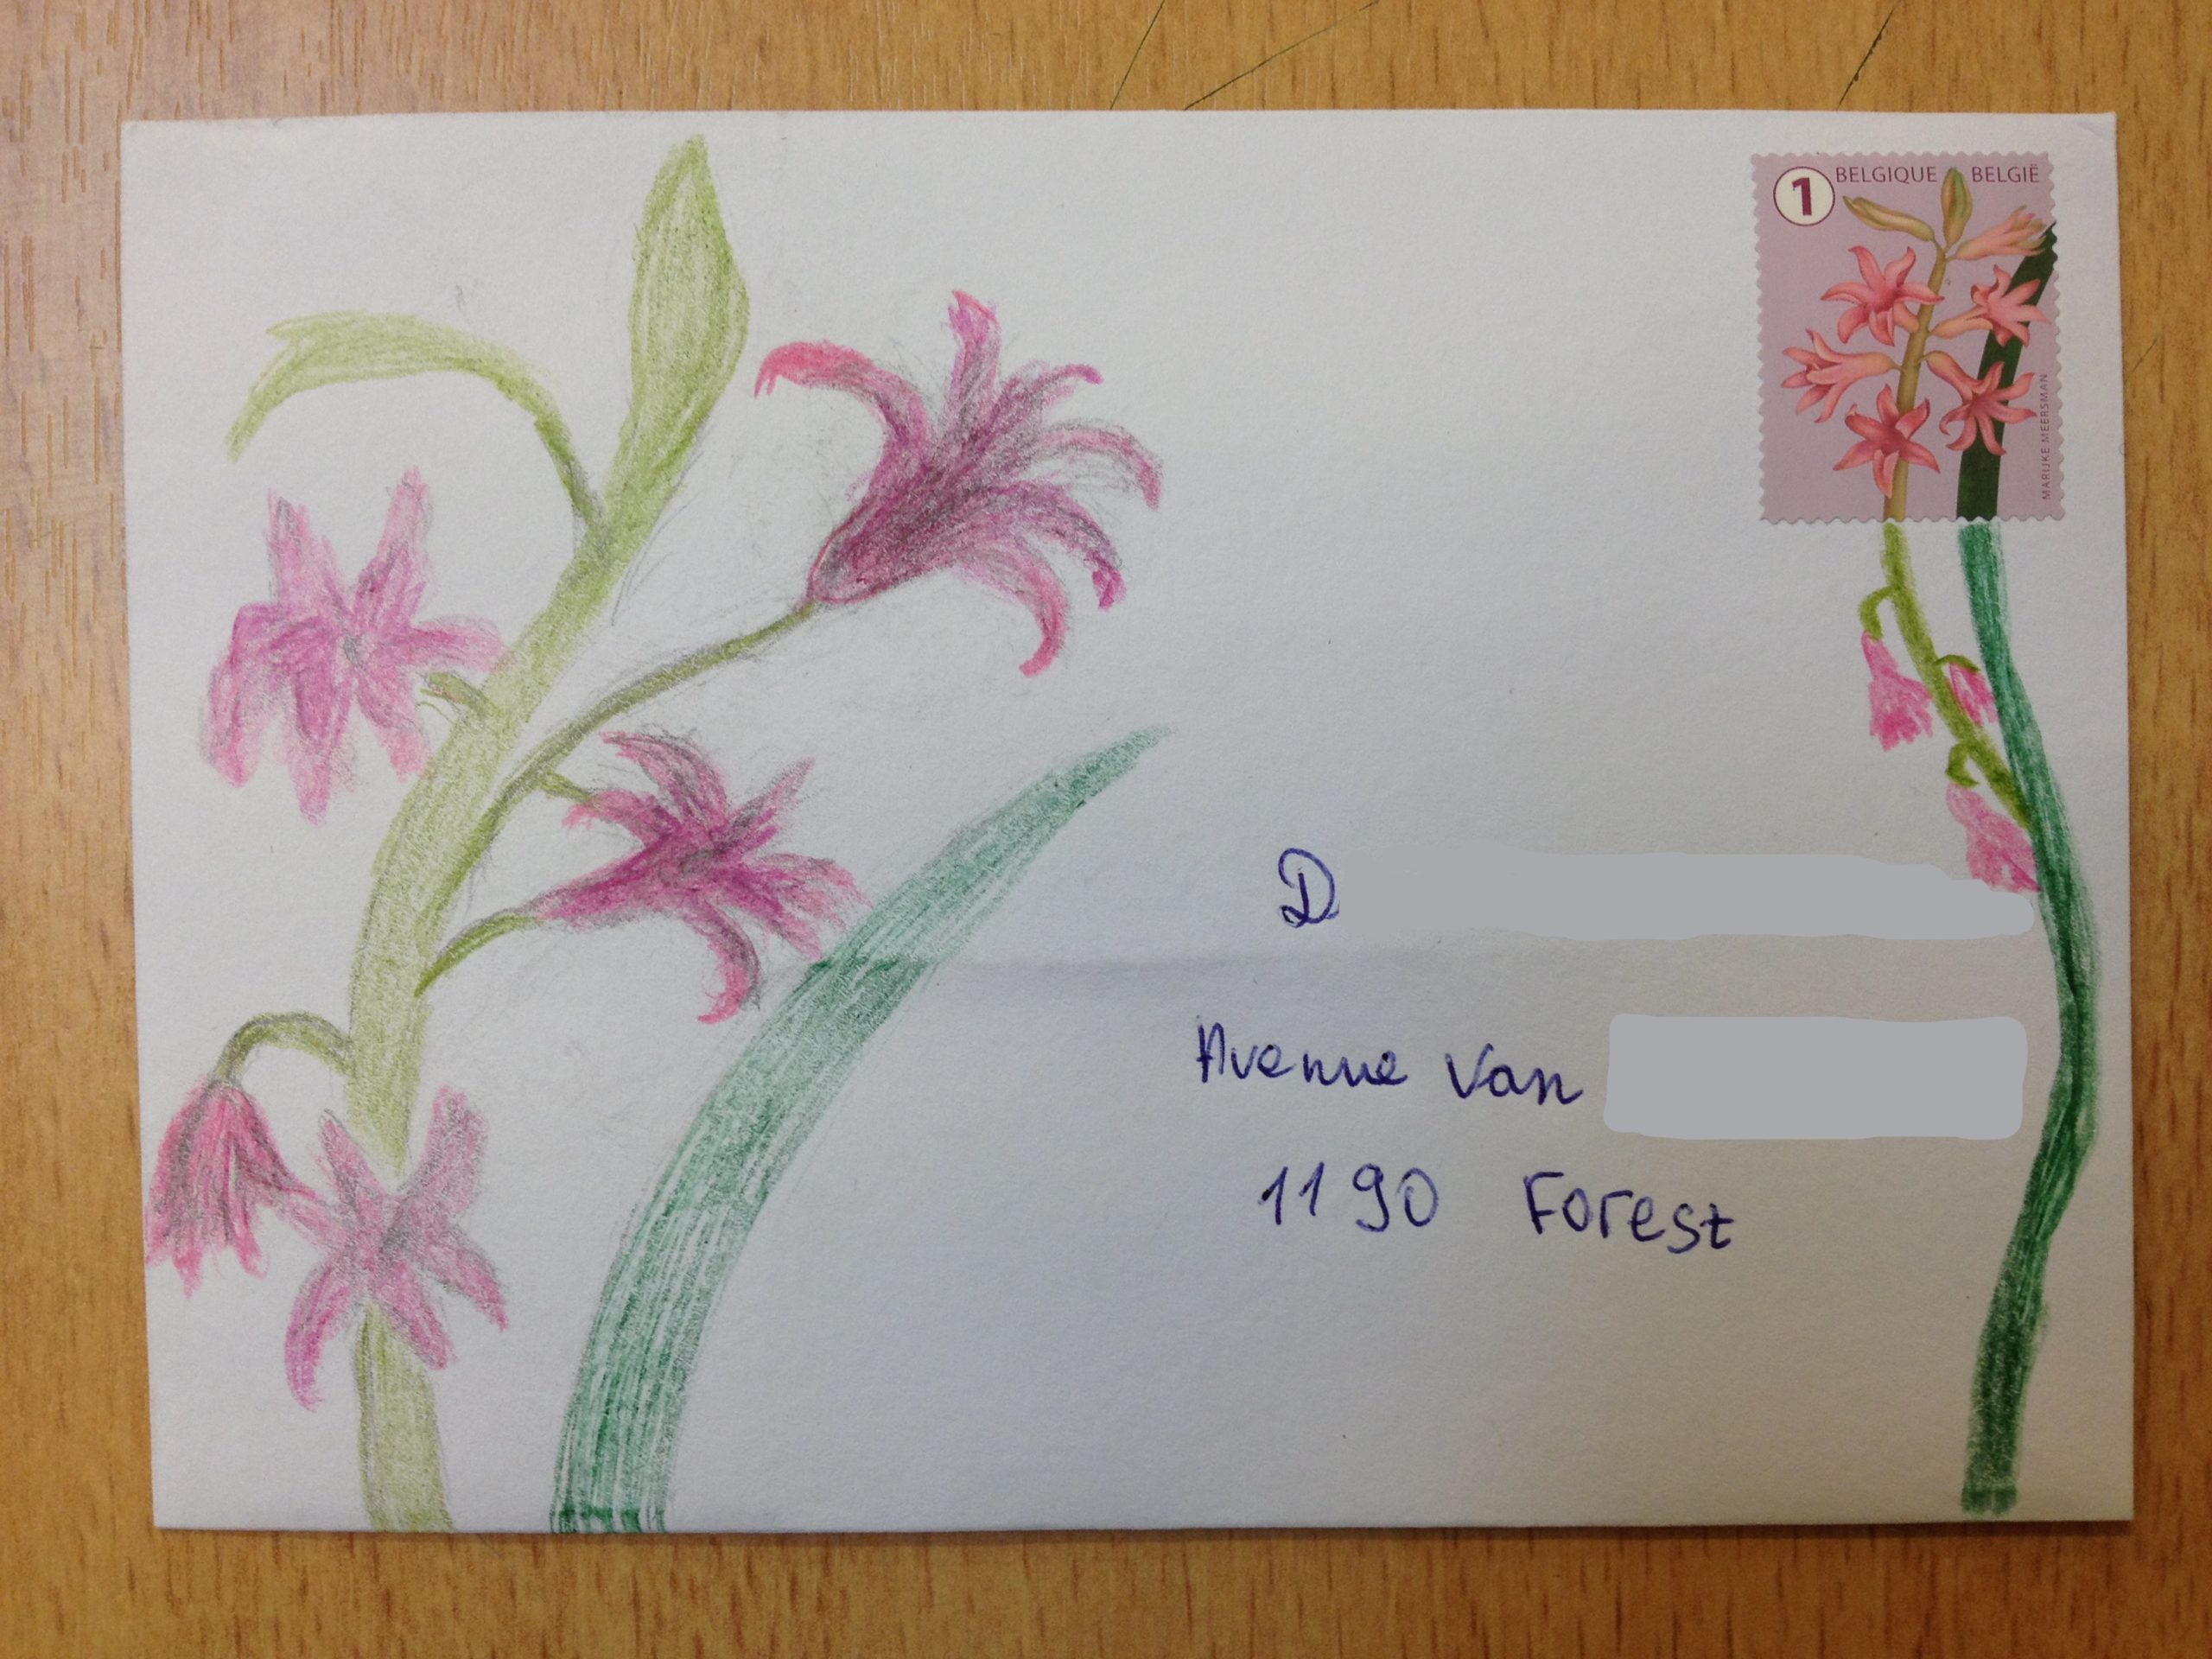 1 BELGIQUE BELGIË
MARIJKE MEERSMAN
D
Avenue Van
1190 Forest